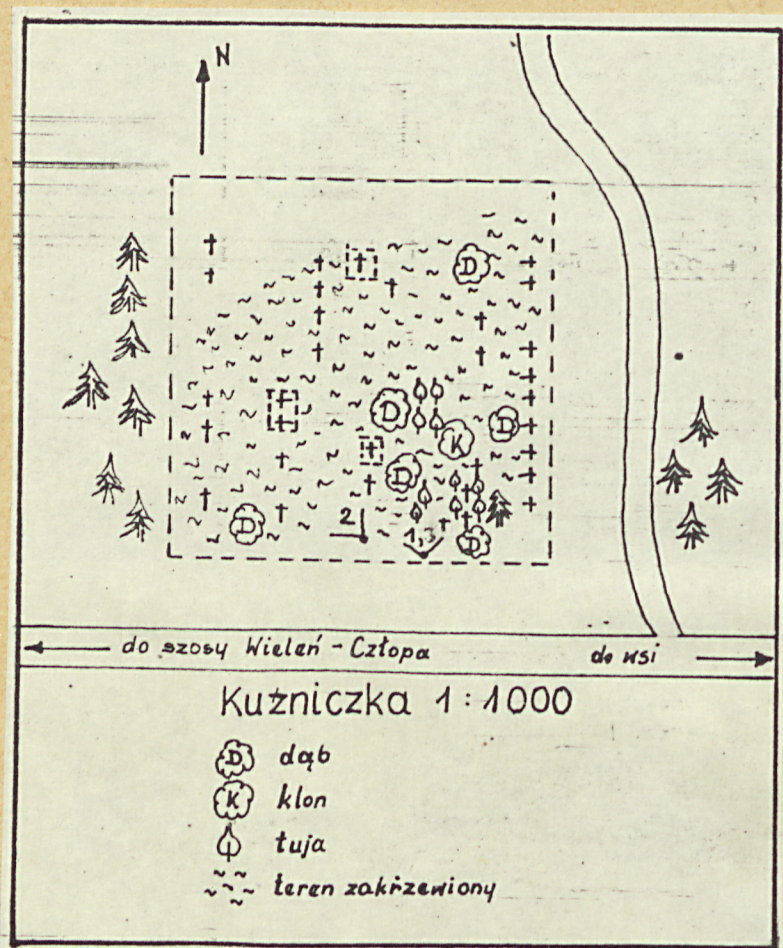 N
D
D
K
D
D
D
2
1,3
D
do szosy Wieleń - Człopa do wsi
Kuźniczka 1:1000
D dąb
K klon
tuja
teren zakrzewiony